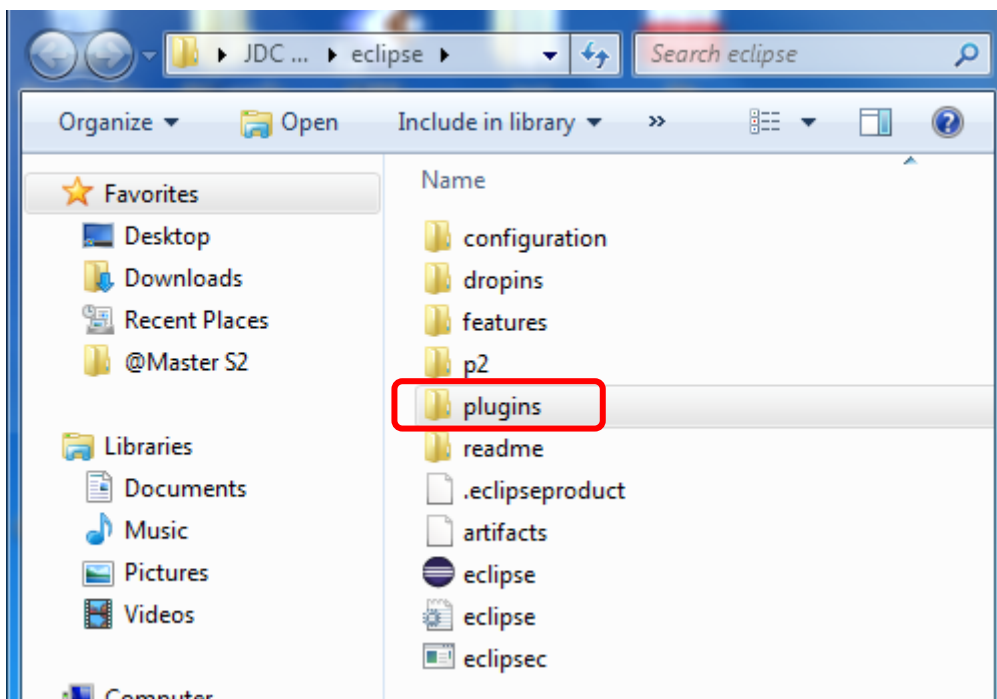 JDC ... eclipse
Search eclipse
Organize Open Include in library »
Favorites
Desktop
Downloads
Recent Places
@Master S2
Libraries
Documents
Music
Pictures
Videos
Computer
Name
configuration
dropins
features
p2
plugins
readme
.eclipseproduct
artifacts
eclipse
eclipse
eclipsec